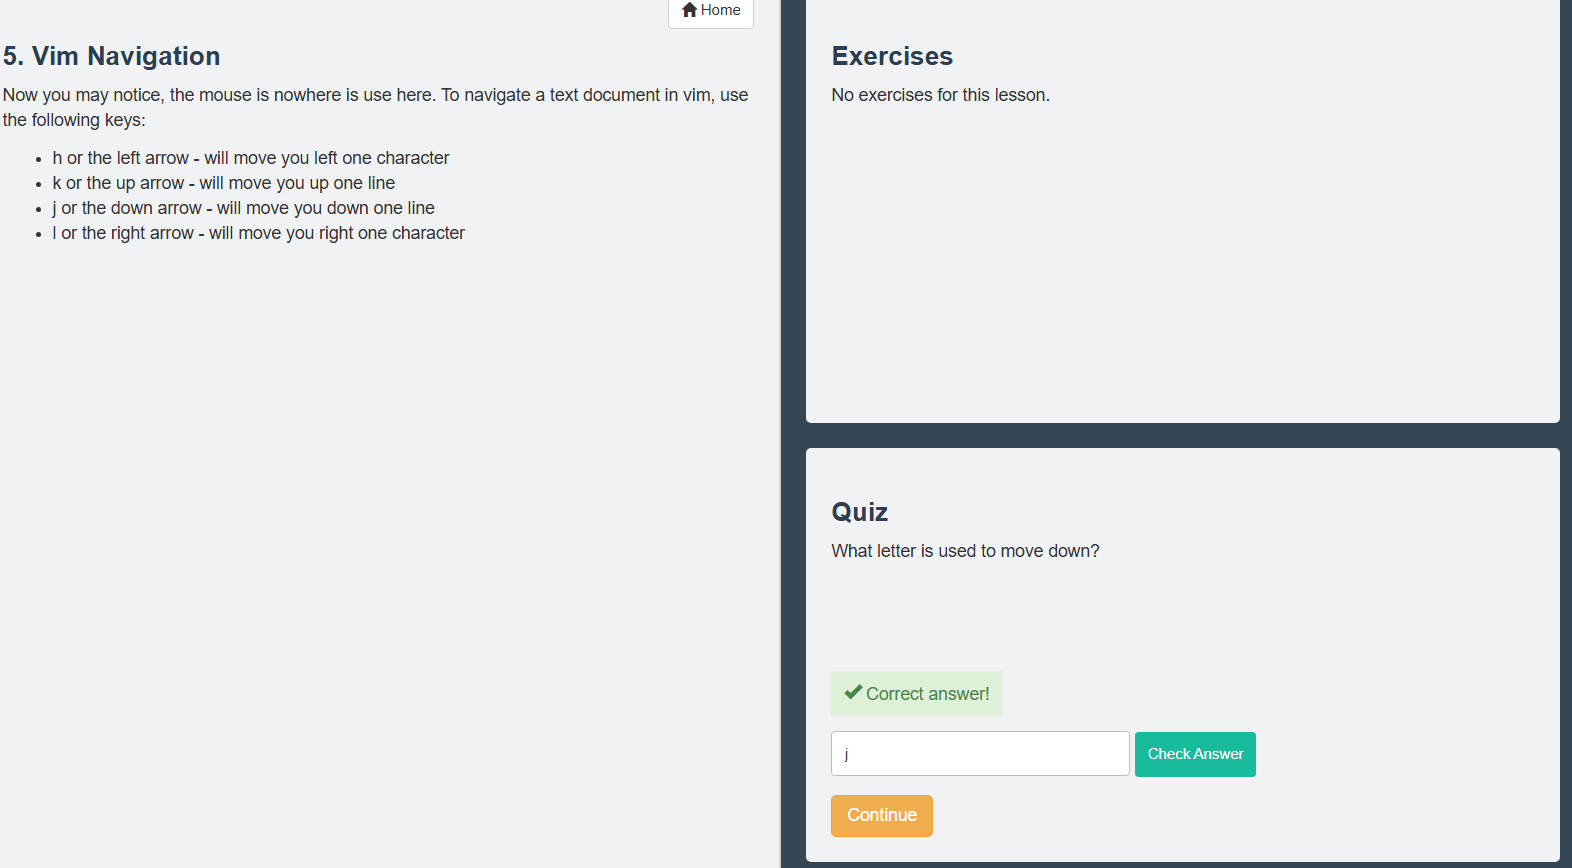 Home
5. Vim Navigation
Now you may notice, the mouse is nowhere is use here. To navigate a text document in vim, use
the following keys:
h or the left arrow - will move you left one character
k or the up arrow - will move you up one line
j or the down arrow - will move you down one line
l or the right arrow - will move you right one character
Exercises
No exercises for this lesson.
Quiz
What letter is used to move down?
Correct answer!
j
Check Answer
Continue